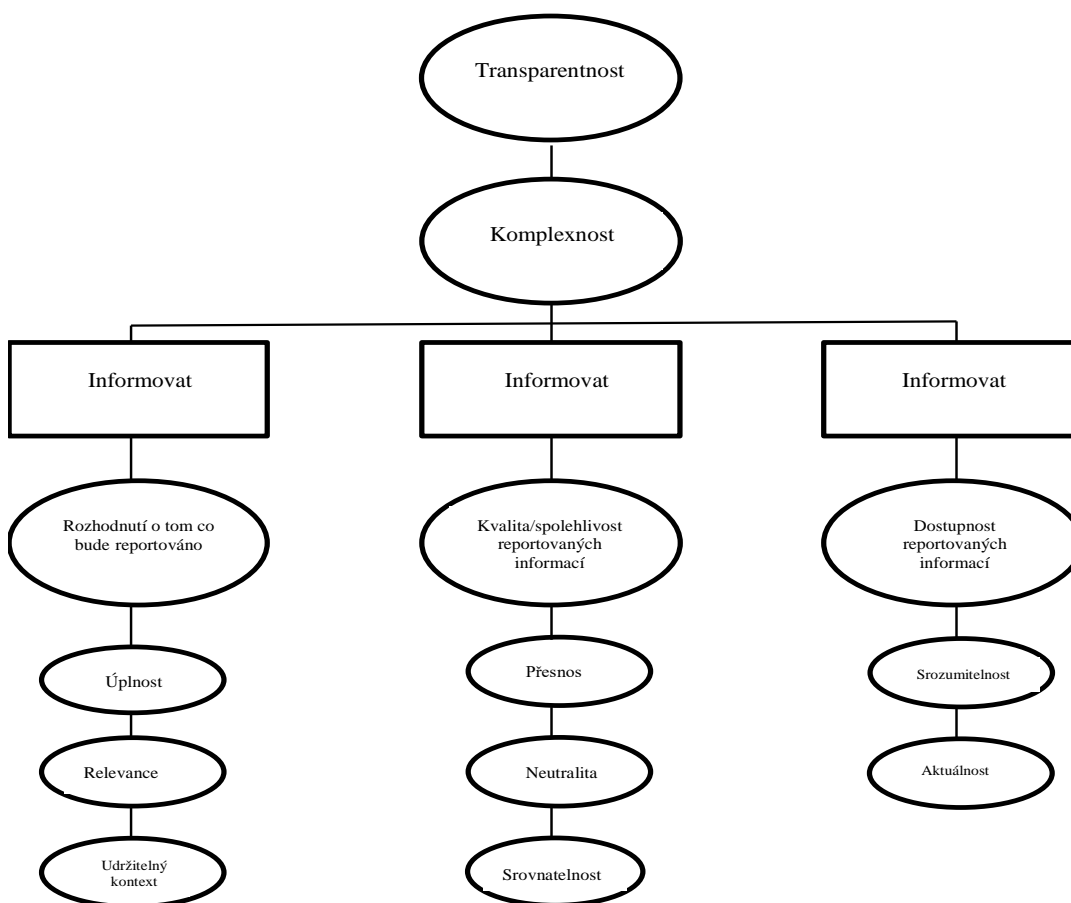 Transparentnost
Komplexnost
Informovat
Informovat
Informovat
Rozhodnutí o tom co
bude reportováno
Kvalita/spolehlivost
reportovaných
informací
Dostupnost
reportovaných
informací
Úplnost
Přesnos
Srozumitelnost
Relevance
Neutralita
Aktuálnost
Udržitelný
kontext
Srovnatelnost